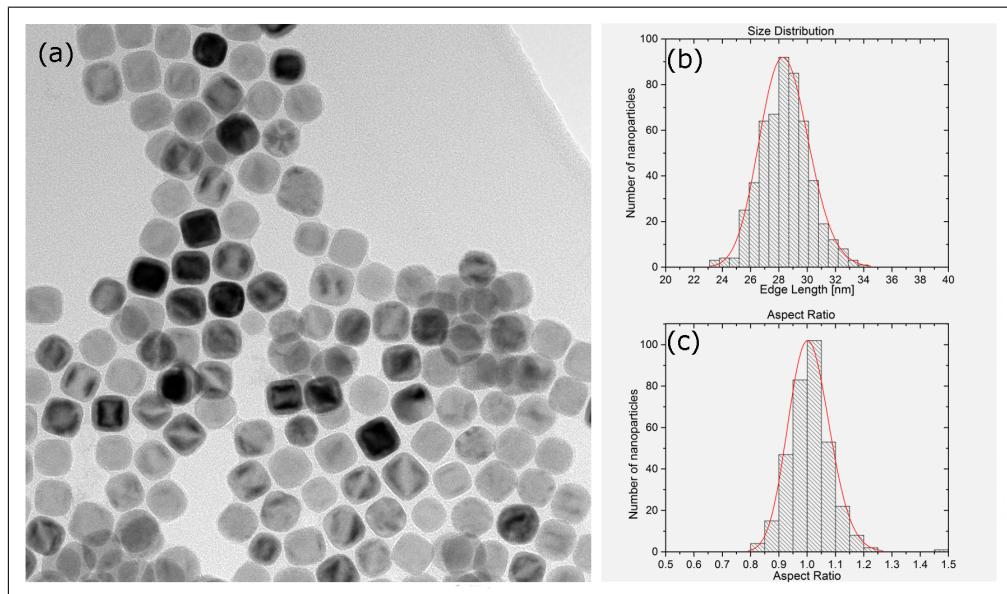 (a)
Size Distribution
(b)
Number of nanoparticles
100
80
60
40
20
0
20 22 24 26 28 30 32 34 36 38 40
Edge Length [nm]
Aspect Ratio
(c)
Number of nanoparticles
100
80
60
40
20
0
0.5 0.6 0.7 0.8 0.9 1.0 1.1 1.2 1.3 1.4 1.5
Aspect Ratio